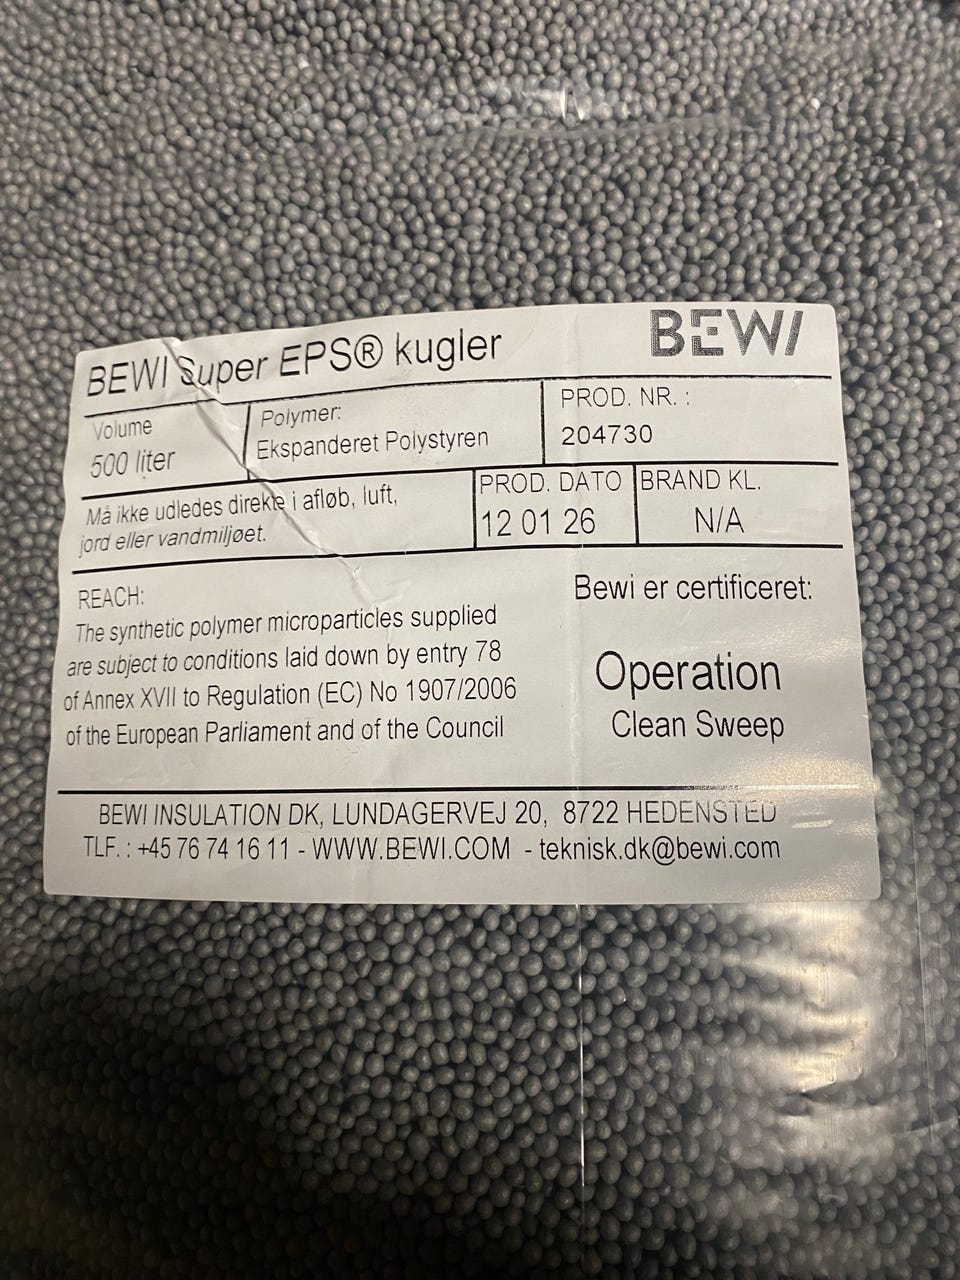 BEWI Super EPS® kugler
BEWI
Volume
500 liter
Polymer:
Ekspanderet Polystyren
PROD. NR. :
204730
Må ikke udledes direkte i afløb, luft,
jord eller vandmiljøet.
PROD. DATO
12 01 26
BRAND KL.
N/A
REACH:
The synthetic polymer microparticles supplied
are subject to conditions laid down by entry 78
of Annex XVII to Regulation (EC) No 1907/2006
of the European Parliament and of the Council
Bewi er certificeret:
Operation
Clean Sweep
BEWI INSULATION DK, LUNDAGERVEJ 20, 8722 HEDENSTED
TLF. : +45 76 74 16 11 - WWW.BEWI.COM - teknisk.dk@bewi.com